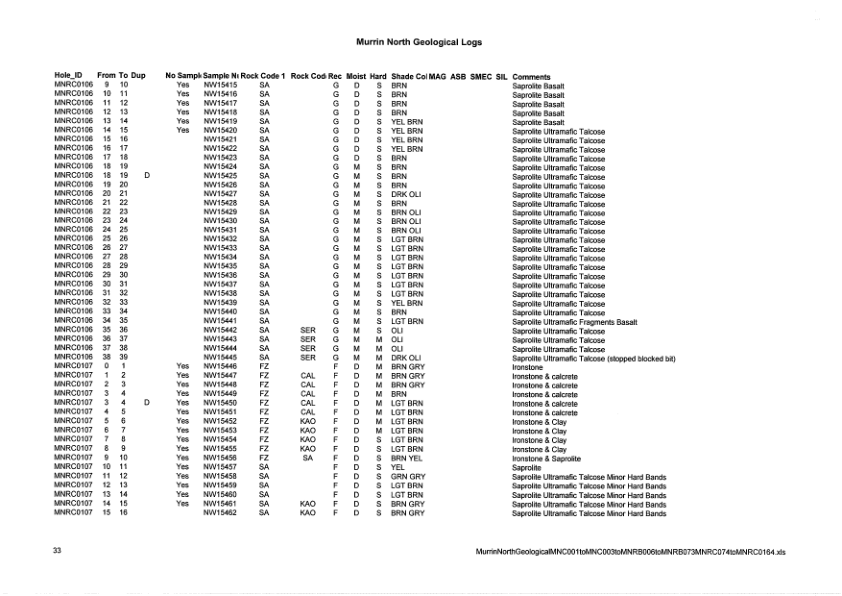 Murrin North Geological Logs
Hole_ID From To Dup No Sampl Sample N Rock Code 1 Rock Cod Rec Moist Hard Shade Col MAG ASB SMEC SIL Comments
MNRC0106 9 10 Yes NW15415 SA G D S BRN Saprolite Basalt
MNRC0106 10 11 Yes NW15416 SA G D S BRN Saprolite Basalt
MNRC0106 11 12 Yes NW15417 SA G D S BRN Saprolite Basalt
MNRC0106 12 13 Yes NW15418 SA G D S BRN Saprolite Basalt
MNRC0106 13 14 Yes NW15419 SA G D S YEL BRN Saprolite Basalt
MNRC0106 14 15 Yes NW15420 SA G D S YEL BRN Saprolite Ultramafic Talcose
MNRC0106 15 16 NW15421 SA G D S YEL BRN Saprolite Ultramafic Talcose
MNRC0106 16 17 NW15422 SA G D S YEL BRN Saprolite Ultramafic Talcose
MNRC0106 17 18 NW15423 SA G D S BRN Saprolite Ultramafic Talcose
MNRC0106 18 19 NW15424 SA G M S BRN Saprolite Ultramafic Talcose
MNRC0106 18 19 D NW15425 SA G M S BRN Saprolite Ultramafic Talcose
MNRC0106 19 20 NW15426 SA G M S BRN Saprolite Ultramafic Talcose
MNRC0106 20 21 NW15427 SA G M S DRK OLI Saprolite Ultramafic Talcose
MNRC0106 21 22 NW15428 SA G M S BRN Saprolite Ultramafic Talcose
MNRC0106 22 23 NW15429 SA G M S BRN OLI Saprolite Ultramafic Talcose
MNRC0106 23 24 NW15430 SA G M S BRN OLI Saprolite Ultramafic Talcose
MNRC0106 24 25 NW15431 SA G M S BRN OLI Saprolite Ultramafic Talcose
MNRC0106 25 26 NW15432 SA G M S LGT BRN Saprolite Ultramafic Talcose
MNRC0106 26 27 NW15433 SA G M S LGT BRN Saprolite Ultramafic Talcose
MNRC0106 27 28 NW15434 SA G M S LGT BRN Saprolite Ultramafic Talcose
MNRC0106 28 29 NW15435 SA G M S LGT BRN Saprolite Ultramafic Talcose
MNRC0106 29 30 NW15436 SA G M S LGT BRN Saprolite Ultramafic Talcose
MNRC0106 30 31 NW15437 SA G M S LGT BRN Saprolite Ultramafic Talcose
MNRC0106 31 32 NW15438 SA G M S LGT BRN Saprolite Ultramafic Talcose
MNRC0106 32 33 NW15439 SA G M S YEL BRN Saprolite Ultramafic Talcose
MNRC0106 33 34 NW15440 SA G M S BRN Saprolite Ultramafic Talcose
MNRC0106 34 35 NW15441 SA G M S LGT BRN Saprolite Ultramafic Fragments Basalt
MNRC0106 35 36 NW15442 SA SER G M S OLI Saprolite Ultramafic Talcose
MNRC0106 36 37 NW15443 SA SER G M M OLI Saprolite Ultramafic Talcose
MNRC0106 37 38 NW15444 SA SER G M M OLI Saprolite Ultramafic Talcose
MNRC0106 38 39 NW15445 SA SER G M M DRK OLI Saprolite Ultramafic Talcose (stopped blocked bit)
MNRC0107 0 1 Yes NW15446 FZ F D M BRN GRY Ironstone
MNRC0107 1 2 Yes NW15447 FZ CAL F D M BRN GRY Ironstone & calcrete
MNRC0107 2 3 Yes NW15448 FZ CAL F D M BRN GRY Ironstone & calcrete
MNRC0107 3 4 Yes NW15449 FZ CAL F D M BRN Ironstone & calcrete
MNRC0107 3 4 D Yes NW15450 FZ CAL F D M LGT BRN Ironstone & calcrete
MNRC0107 4 5 Yes NW15451 FZ CAL F D M LGT BRN Ironstone & calcrete
MNRC0107 5 6 Yes NW15452 FZ KAO F D M LGT BRN Ironstone & Clay
MNRC0107 6 7 Yes NW15453 FZ KAO F D M LGT BRN Ironstone & Clay
MNRC0107 7 8 Yes NW15454 FZ KAO F D S LGT BRN Ironstone & Clay
MNRC0107 8 9 Yes NW15455 FZ KAO F D S LGT BRN Ironstone & Clay
MNRC0107 9 10 Yes NW15456 FZ SA F D S BRN YEL Ironstone & Saprolite
MNRC0107 10 11 Yes NW15457 SA F D S YEL Saprolite
MNRC0107 11 12 Yes NW15458 SA F D S GRN GRY Saprolite Ultramafic Talcose Minor Hard Bands
MNRC0107 12 13 Yes NW15459 SA F D S LGT BRN Saprolite Ultramafic Talcose Minor Hard Bands
MNRC0107 13 14 Yes NW15460 SA F D S LGT BRN Saprolite Ultramafic Talcose Minor Hard Bands
MNRC0107 14 15 Yes NW15461 SA KAO F D S BRN GRY Saprolite Ultramafic Talcose Minor Hard Bands
MNRC0107 15 16 NW15462 SA KAO F D S BRN GRY Saprolite Ultramafic Talcose Minor Hard Bands
33 MurrinNorthGeologicalMNC001toMNC003toMNRB006toMNRB073MNRC074toMNRC0164.xls